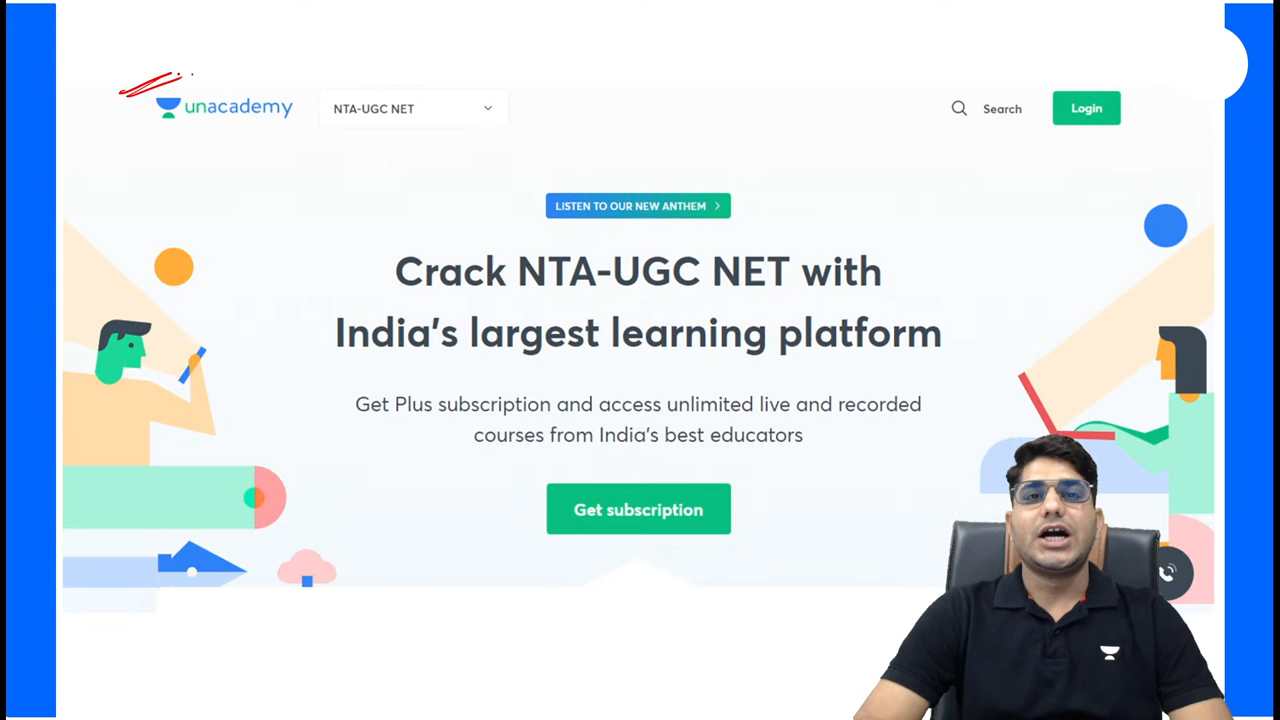 unacademy
NTA-UGC NET
Search
Login
LISTEN TO OUR NEW ANTHEM
Crack NTA-UGC NET with
India's largest learning platform
Get Plus subscription and access unlimited live and recorded
courses from India's best educators
Get subscription